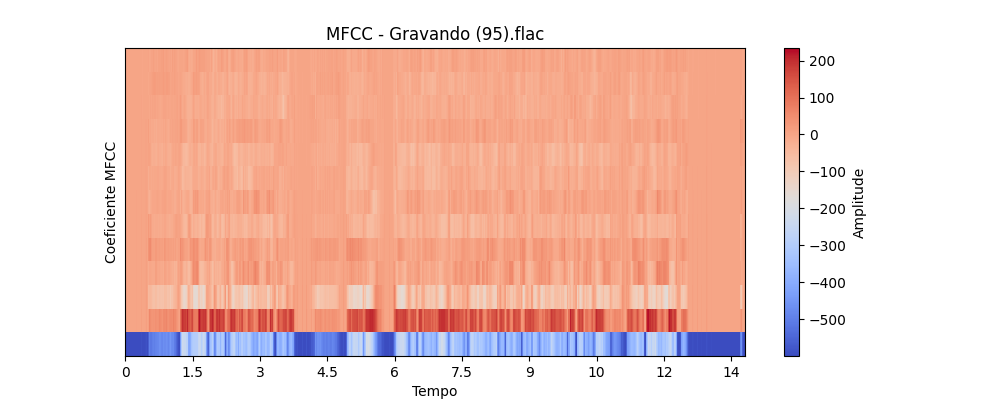 MFCC - Gravando (95).flac
Coeficiente MFCC
0 1.5 3 4.5 6 7.5 9 10 12 14
Tempo
200
100
0
−100
−200
−300
−400
−500
Amplitude